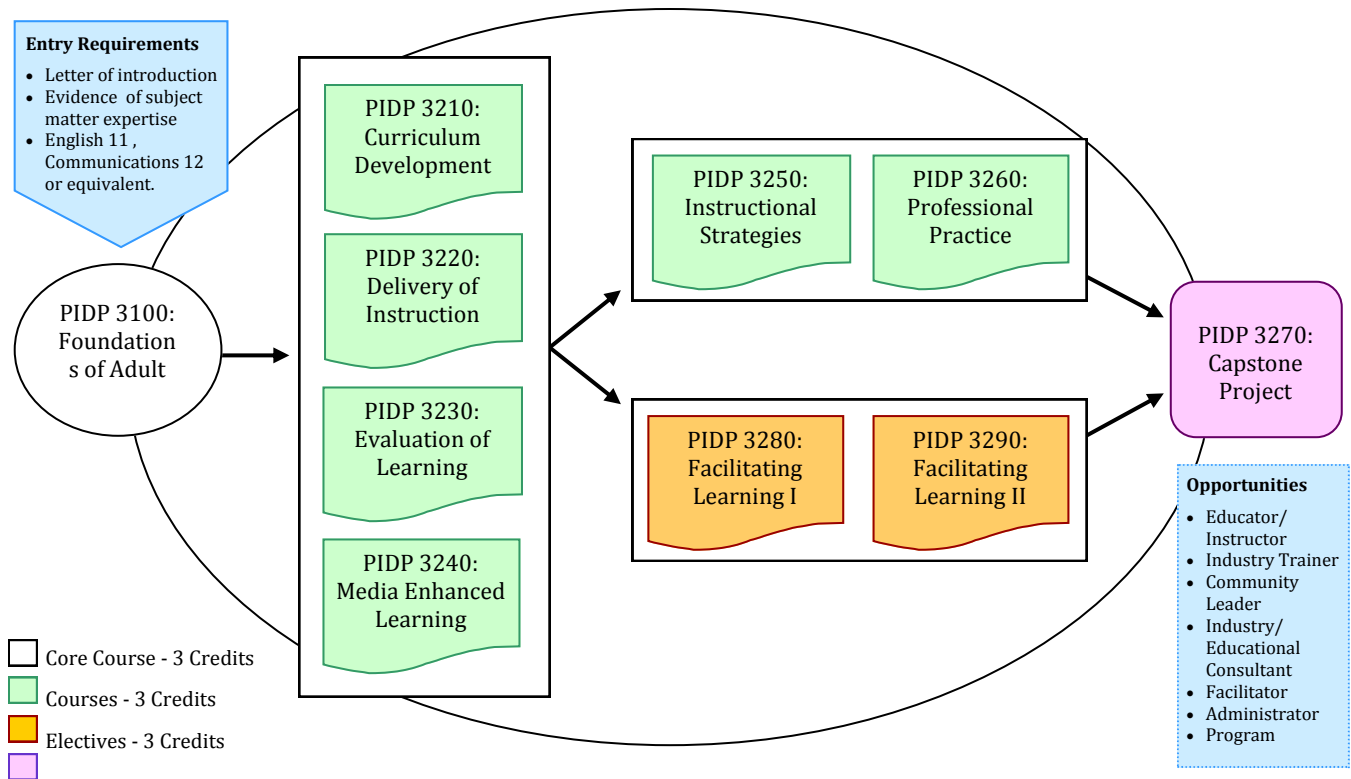 Entry Requirements
• Letter of introduction
• Evidence of subject
matter expertise
• English 11 ,
Communications 12
or equivalent.
PIDP 3100:
Foundation
s of Adult
PIDP 3210:
Curriculum
Development
PIDP 3220:
Delivery of
Instruction
PIDP 3230:
Evaluation of
Learning
PIDP 3240:
Media Enhanced
Learning
PIDP 3250:
Instructional
Strategies
PIDP 3260:
Professional
Practice
PIDP 3280:
Facilitating
Learning I
PIDP 3290:
Facilitating
Learning II
PIDP 3270:
Capstone
Project
Opportunities
• Educator/
Instructor
• Industry Trainer
• Community
Leader
• Industry/
Educational
Consultant
• Facilitator
• Administrator
• Program
Core Course - 3 Credits
Courses - 3 Credits
Electives - 3 Credits